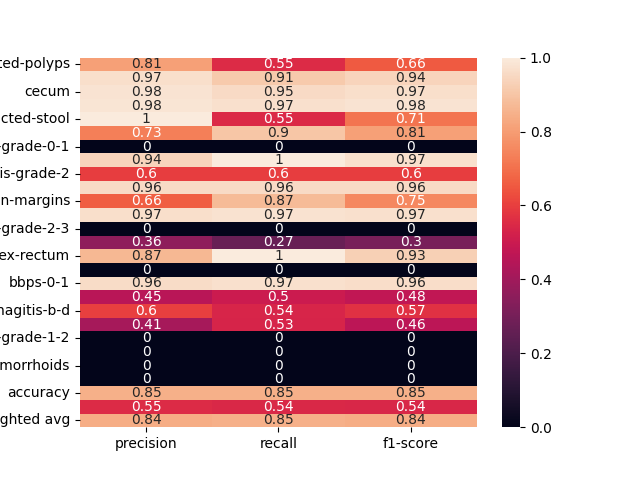 ted-polyps 0.81 0.55 0.66
0.97 0.91 0.94
cecum 0.98 0.95 0.97
0.98 0.97 0.98
cted-stool 1 0.55 0.71
0.73 0.9 0.81
-grade-0-1 0 0 0
0.94 1 0.97
is-grade-2 0.6 0.6 0.6
0.96 0.96 0.96
n-margins 0.66 0.87 0.75
0.97 0.97 0.97
-grade-2-3 0 0 0
0.36 0.27 0.3
ex-rectum 0.87 1 0.93
0 0 0
bbps-0-1 0.96 0.97 0.96
0.45 0.5 0.48
nagitis-b-d 0.6 0.54 0.57
0.41 0.53 0.46
-grade-1-2 0 0 0
0 0 0
morrhoids 0 0 0
0 0 0
accuracy 0.85 0.85 0.85
0.55 0.54 0.54
ghted avg 0.84 0.85 0.84
precision recall f1-score
1.0
0.8
0.6
0.4
0.2
0.0